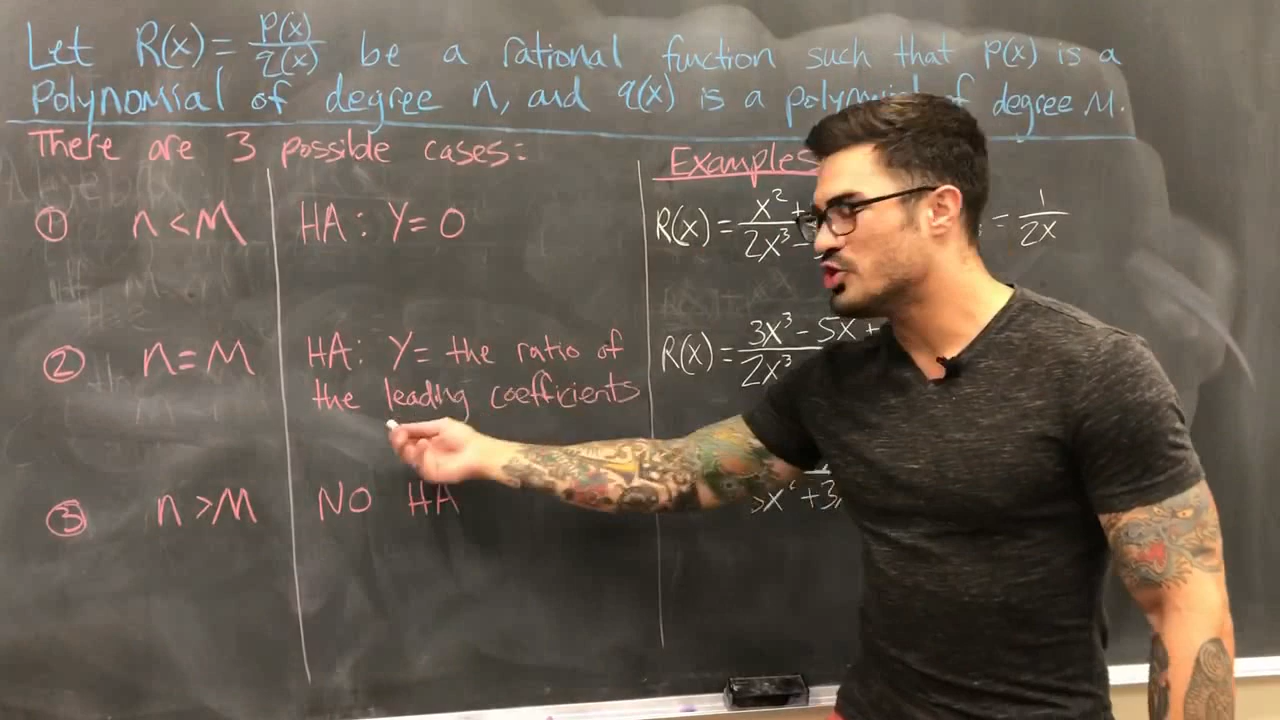 Let R(x) = p(x)/q(x) be a rational function such that p(x) is a
polynomial of degree n, and q(x) is a polynomial of degree M.
There are 3 possible cases:
Examples
① n < M HA: Y = 0
R(x) = x² + / 2x³ - = 1/2x
② n = M HA: Y = the ratio of
the leading coefficients
R(x) = 3x³ - 5x + / 2x³
③ n > M NO HA
+ 3